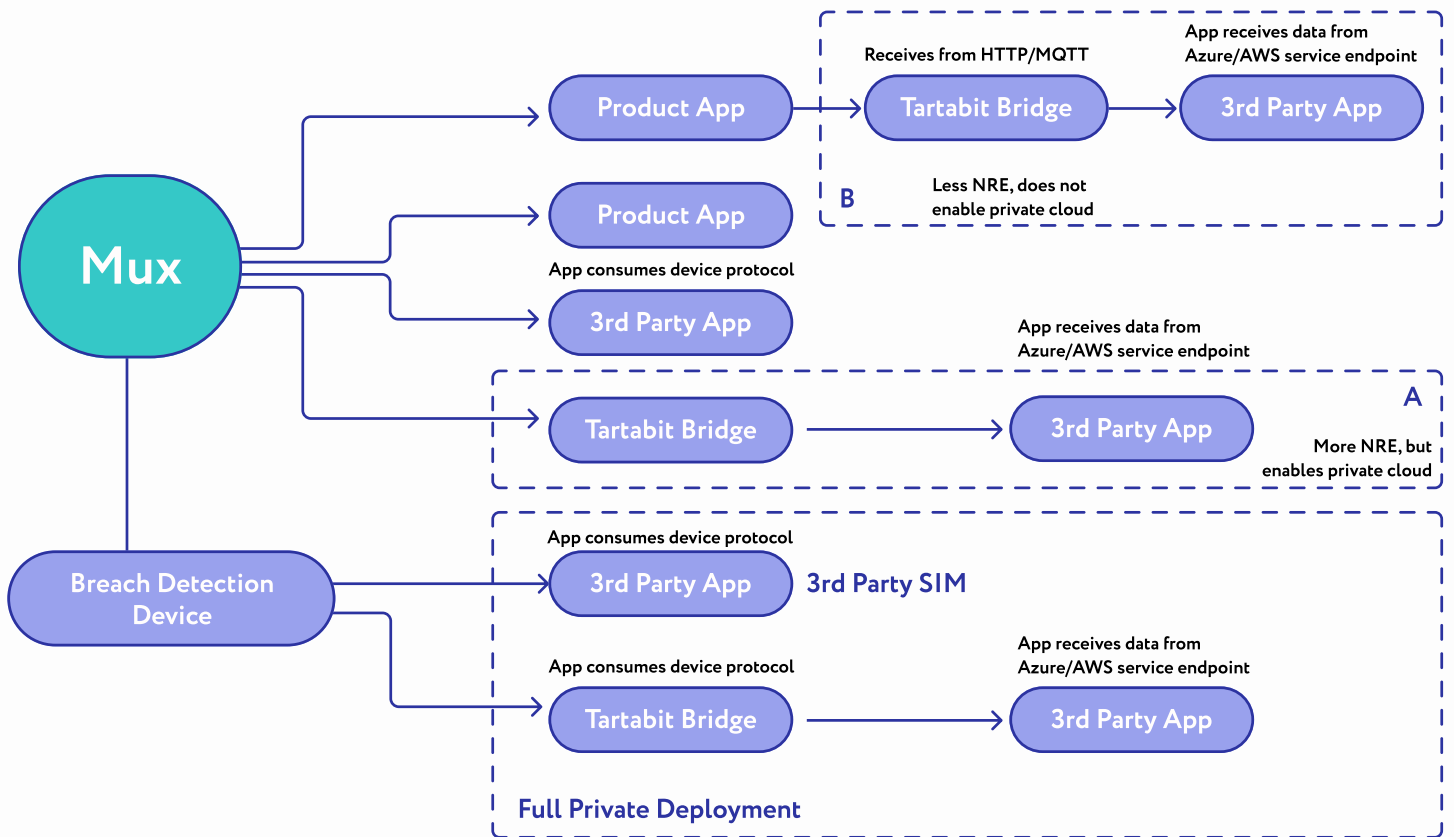 App receives data from
Azure/AWS service endpoint
Receives from HTTP/MQTT
Product App
Tartabit Bridge
3rd Party App
Less NRE, does not
enable private cloud
B
Product App
Mux
App consumes device protocol
3rd Party App
App receives data from
Azure/AWS service endpoint
A
Tartabit Bridge
3rd Party App
More NRE, but
enables private cloud
App consumes device protocol
3rd Party App
3rd Party SIM
Breach Detection
Device
App receives data from
Azure/AWS service endpoint
App consumes device protocol
Tartabit Bridge
3rd Party App
Full Private Deployment